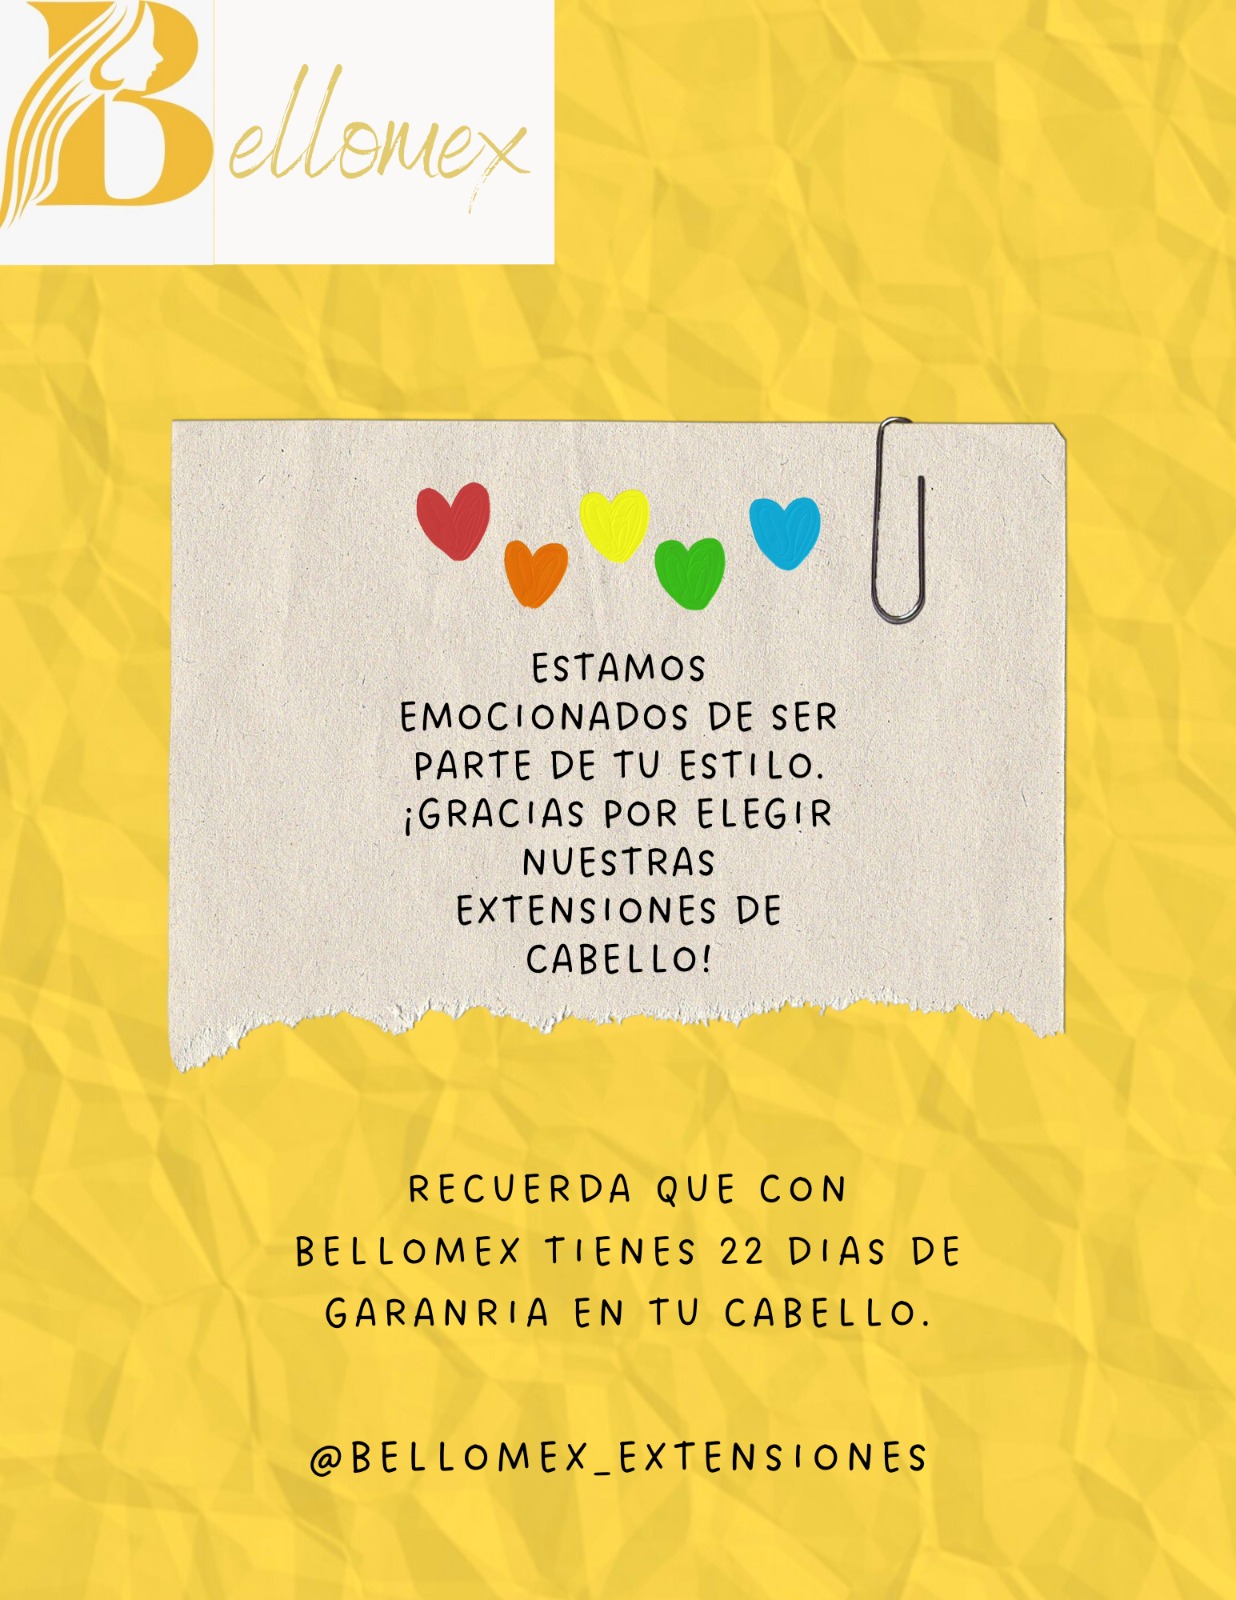 Bellomex
ESTAMOS
EMOCIONADOS DE SER
PARTE DE TU ESTILO.
¡GRACIAS POR ELEGIR
NUESTRAS
EXTENSIONES DE
CABELLO!
RECUERDA QUE CON
BELLOMEX TIENES 22 DIAS DE
GARANRIA EN TU CABELLO.
@BELLOMEX_EXTENSIONES